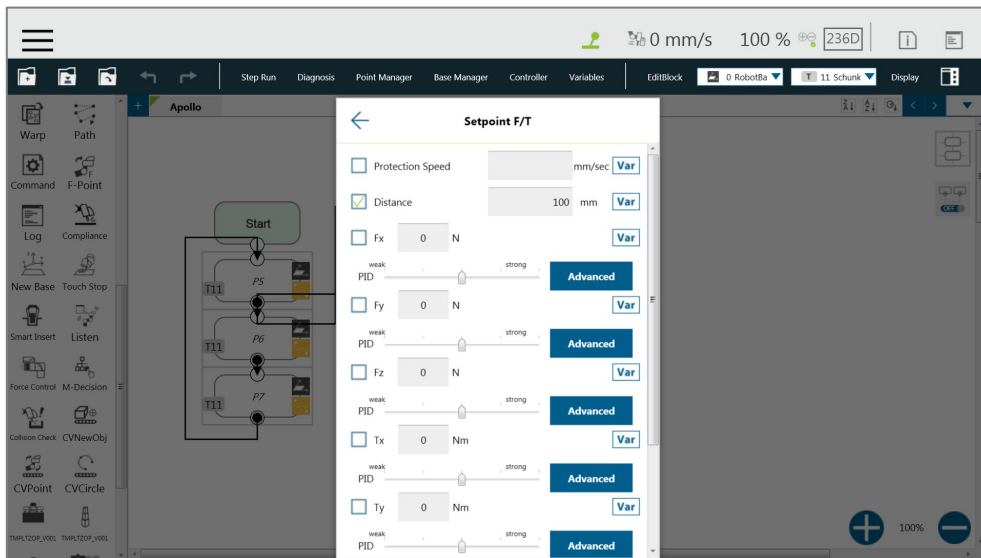 0 mm/s 100 % 236D
Step Run Diagnosis Point Manager Base Manager Controller Variables EditBlock 0 RobotBa T 11 Schunk Display
+ Apollo
Warp Path
Command F-Point
Log Compliance
New Base Touch Stop
Smart Insert Listen
Force Control M-Decision
Collison Check CVNewObj
CVPoint CVCircle
TMPLTZOP_V001 TMPLTZOP_V001
Start
T11 P5
T11 P6
T11 P7
Setpoint F/T
Protection Speed mm/sec Var
Distance 100 mm Var
Fx 0 N Var
weak strong
PID Advanced
Fy 0 N Var
weak strong
PID Advanced
Fz 0 N Var
weak strong
PID Advanced
Tx 0 Nm Var
weak strong
PID Advanced
Ty 0 Nm Var
weak strong
PID Advanced
OFF
100%